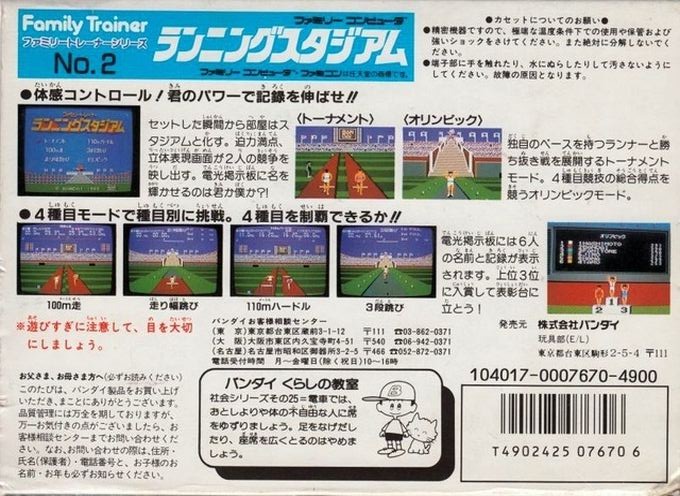 Family Trainer
ファミリートレーナーシリーズ
No.2
ファミリー コンピュータ
ランニングスタジアム
ファミリー コンピュータ ファミコンは任天堂の商標です。
●カセットについてのお願い●
●精密機器ですので、極端な温度条件下での使用や保管および
強いショックをさけてください。また絶対に分解しないでく
ださい。
●端子部に手を触れたり、水にぬらしたりして汚さないように
してください。故障の原因となります。
●体感コントロール!君のパワーで記録を伸ばせ!!
ランニングスタジアム
セットした瞬間から部屋はス
タジアムと化す。迫力満点、
立体表現画面が2人の競争を
映し出す。電光掲示板に名を
輝かせるのは君か僕か?!
〈トーナメント〉
〈オリンピック〉
独自のペースを持つランナーと勝
ち抜き戦を展開するトーナメント
モード。4種目競技の総合得点を
競うオリンピックモード。
●4種目モードで種目別に挑戦。4種目を制覇できるか!!
100m走
走り幅跳び
110mハードル
3段跳び
電光掲示板には6人
の名前と記録が表示
されます。上位3位
に入賞して表彰台に
立とう!
オリンピック
1
2
3
※遊びすぎに注意して、目を大切
にしましょう。
バンダイお客様相談センター
(東 京)東京都台東区蔵前3-1-12 〒111 ☎03-862-0371
(大 阪)大阪市東区内久宝寺町4-51 〒540 ☎06-942-0371
(名古屋)名古屋市昭和区御器所3-2-5 〒466 ☎052-872-0371
電話受付時間 月〜金曜日(除く祝日)10〜16時
発売元 株式会社バンダイ
玩具部(E/L)
東京都台東区駒形2-5-4 〒111
お父さま、お母さま方へ(必ずお読みください)
このたびは、バンダイ製品をお買い上げ
いただき、まことにありがとうございます。
品質管理には万全を期しておりますが、
万一お気付きの点がございましたら、お
客様相談センターまでお問い合わせくだ
さい。なお、お問い合わせの際は、住所・
氏名(保護者)・電話番号と、お子様のお
名前・お年も必ずお知らせください。
バンダイ くらしの教室
社会シリーズその25=電車では、
おとしよりや体の不自由な人に席
をゆずりましょう。足をなげだし
たり、座席を広くとるのはやめま
しょう。
B
104017-0007670-4900
T4902425076706